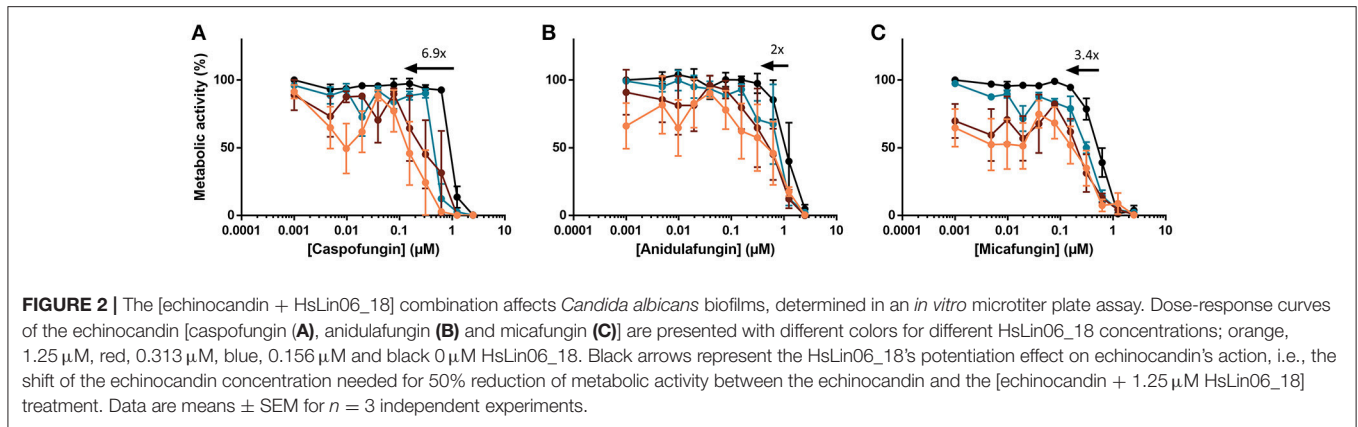 A
B
C
6.9x
2x
3.4x
Metabolic activity (%)
100
50
0
0.0001 0.001 0.01 0.1 1 10
[Caspofungin] (µM)
100
50
0
0.0001 0.001 0.01 0.1 1 10
[Anidulafungin] (µM)
100
50
0
0.0001 0.001 0.01 0.1 1 10
[Micafungin] (µM)
FIGURE 2 | The [echinocandin + HsLin06_18] combination affects Candida albicans biofilms, determined in an in vitro microtiter plate assay. Dose-response curves
of the echinocandin [caspofungin (A), anidulafungin (B) and micafungin (C)] are presented with different colors for different HsLin06_18 concentrations; orange,
1.25 µM, red, 0.313 µM, blue, 0.156 µM and black 0 µM HsLin06_18. Black arrows represent the HsLin06_18's potentiation effect on echinocandin's action, i.e., the
shift of the echinocandin concentration needed for 50% reduction of metabolic activity between the echinocandin and the [echinocandin + 1.25 µM HsLin06_18]
treatment. Data are means ± SEM for n = 3 independent experiments.